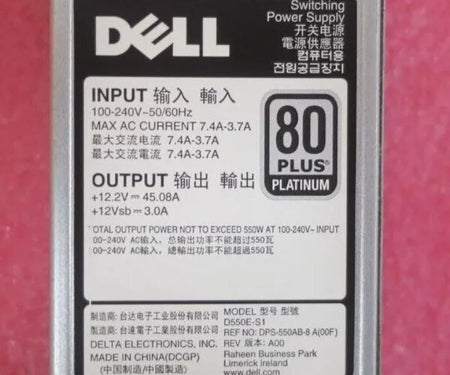 DELL
Switching
Power Supply
开关电源
電源供應器
컴퓨터용
전원공급장치
INPUT 输入 輸入
100-240V~50/60Hz
MAX AC CURRENT 7.4A-3.7A
最大交流电流 7.4A-3.7A
最大交流電流 7.4A-3.7A
80
PLUS®
PLATINUM
OUTPUT 输出 輸出
+12.2V⎓45.08A
+12Vsb⎓3.0A
OTAL OUTPUT POWER NOT TO EXCEED 550W AT 100-240V~ INPUT
00-240V AC输入，总输出功率不能超过550瓦
00-240V AC輸入，總輸出功率不能超過550瓦
制造商: 台达电子工业股份有限公司
製造商: 台達電子工業股份有限公司
DELTA ELECTRONICS, INC.
MADE IN CHINA(DCGP)
(中国制造/中國製造)
MODEL 型号 型號
D550E-S1
REF NO.: DPS-550AB-8 A(00F)
REV 版本: A00
Raheen Business Park
Limerick ireland
www.dell.com